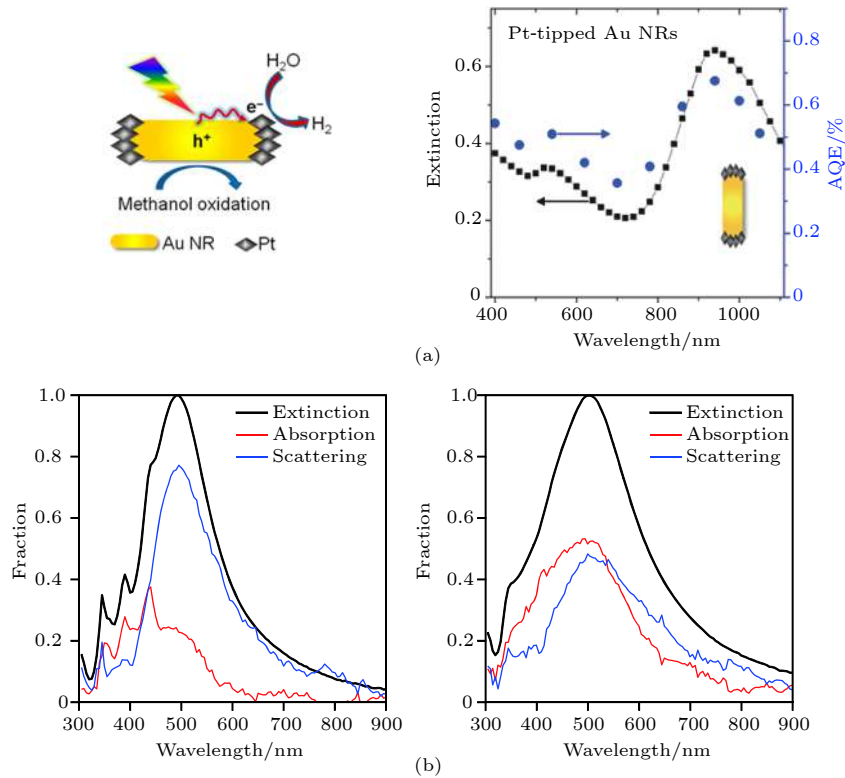 H2O
e−
H2
h+
Methanol oxidation
Au NR
Pt
Pt-tipped Au NRs
Extinction
0.6
0.4
0.2
0
400
600
800
1000
Wavelength/nm
0.8
0.6
0.4
0.2
0
AQE/%
(a)
Fraction
1.0
0.8
0.6
0.4
0.2
0
Extinction
Absorption
Scattering
300 400 500 600 700 800 900
Wavelength/nm
Fraction
1.0
0.8
0.6
0.4
0.2
0
Extinction
Absorption
Scattering
300 400 500 600 700 800 900
Wavelength/nm
(b)